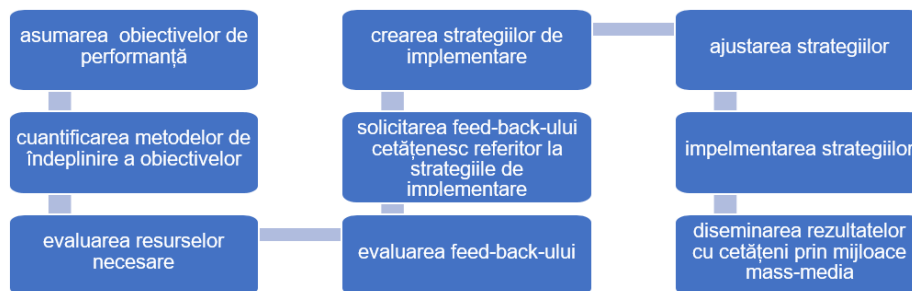 asumarea obiectivelor de
performanță
cuantificarea metodelor de
îndeplinire a obiectivelor
evaluarea resurselor
necesare
evaluarea feed-back-ului
solicitarea feed-back-ului
cetățenesc referitor la
strategiile de
implementare
crearea strategiilor de
implementare
ajustarea strategiilor
impelmentarea strategiilor
diseminarea rezultatelor
cu cetățeni prin mijloace
mass-media